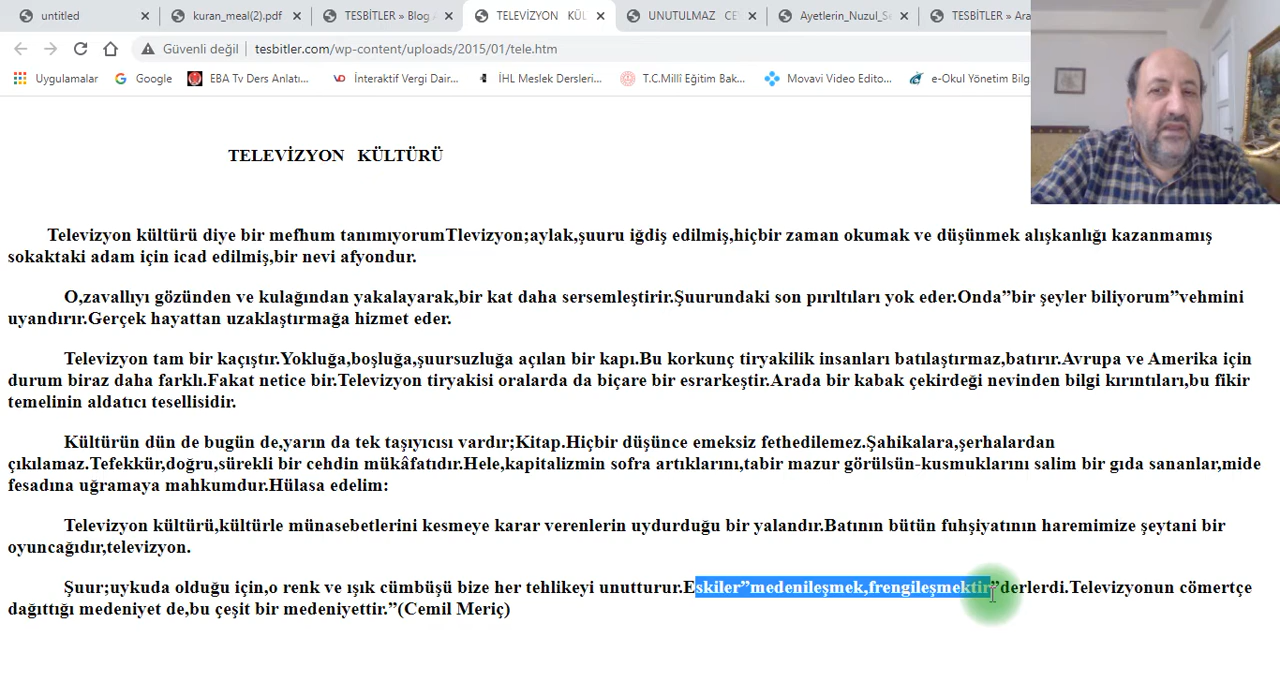 untitled
kuran_meal(2).pdf
TESBİTLER » Blog
TELEVİZYON KÜL
UNUTULMAZ
Ayetlerin_Nuzul_S
TESBİTLER » Ara
Güvenli değil | tesbitler.com/wp-content/uploads/2015/01/tele.htm
Uygulamalar
Google
EBA Tv Ders Anlatı...
İnteraktif Vergi Dair...
İHL Meslek Dersleri...
T.C.Millî Eğitim Bak...
Movavi Video Edito...
e-Okul Yönetim Bilg
TELEVİZYON KÜLTÜRÜ
Televizyon kültürü diye bir mefhum tanımıyorumTlevizyon;aylak,şuuru iğdiş edilmiş,hiçbir zaman okumak ve düşünmek alışkanlığı kazanmamış
sokaktaki adam için icad edilmiş,bir nevi afyondur.
O,zavallıyı gözünden ve kulağından yakalayarak,bir kat daha sersemleştirir.Şuurundaki son pırıltıları yok eder.Onda”bir şeyler biliyorum”vehmini
uyandırır.Gerçek hayattan uzaklaştırmağa hizmet eder.
Televizyon tam bir kaçıştır.Yokluğa,boşluğa,şuursuzluğa açılan bir kapı.Bu korkunç tiryakilik insanları batılaştırmaz,batırır.Avrupa ve Amerika için
durum biraz daha farklı.Fakat netice bir.Televizyon tiryakisi oralarda da biçare bir esrarkeştir.Arada bir kabak çekirdeği nevinden bilgi kırıntıları,bu fikir
temelinin aldatıcı tesellisidir.
Kültürün dün de bugün de,yarın da tek taşıyıcısı vardır;Kitap.Hiçbir düşünce emeksiz fethedilemez.Şahikalara,şerhalardan
çıkılamaz.Tefekkür,doğru,sürekli bir cehdin mükâfatıdır.Hele,kapitalizmin sofra artıklarını,tabir mazur görülsün-kusmuklarını salim bir gıda sananlar,mide
fesadına uğramaya mahkumdur.Hülasa edelim:
Televizyon kültürü,kültürle münasebetlerini kesmeye karar verenlerin uydurduğu bir yalandır.Batının bütün fuhşiyatının haremimize şeytani bir
oyuncağıdır,televizyon.
Şuur;uykuda olduğu için,o renk ve ışık cümbüşü bize her tehlikeyi unutturur.Eskiler”medenileşmek,frengileşmektir”derlerdi.Televizyonun cömertçe
dağıttığı medeniyet de,bu çeşit bir medeniyettir.”(Cemil Meriç)